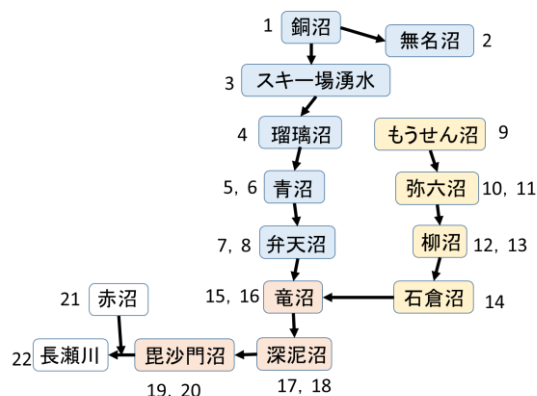 1 銅沼
無名沼 2
3 スキー場湧水
4 瑠璃沼
もうせん沼 9
5, 6 青沼
弥六沼 10, 11
7, 8 弁天沼
柳沼 12, 13
15, 16 竜沼
石倉沼 14
21 赤沼
22 長瀬川
毘沙門沼
深泥沼
19, 20
17, 18